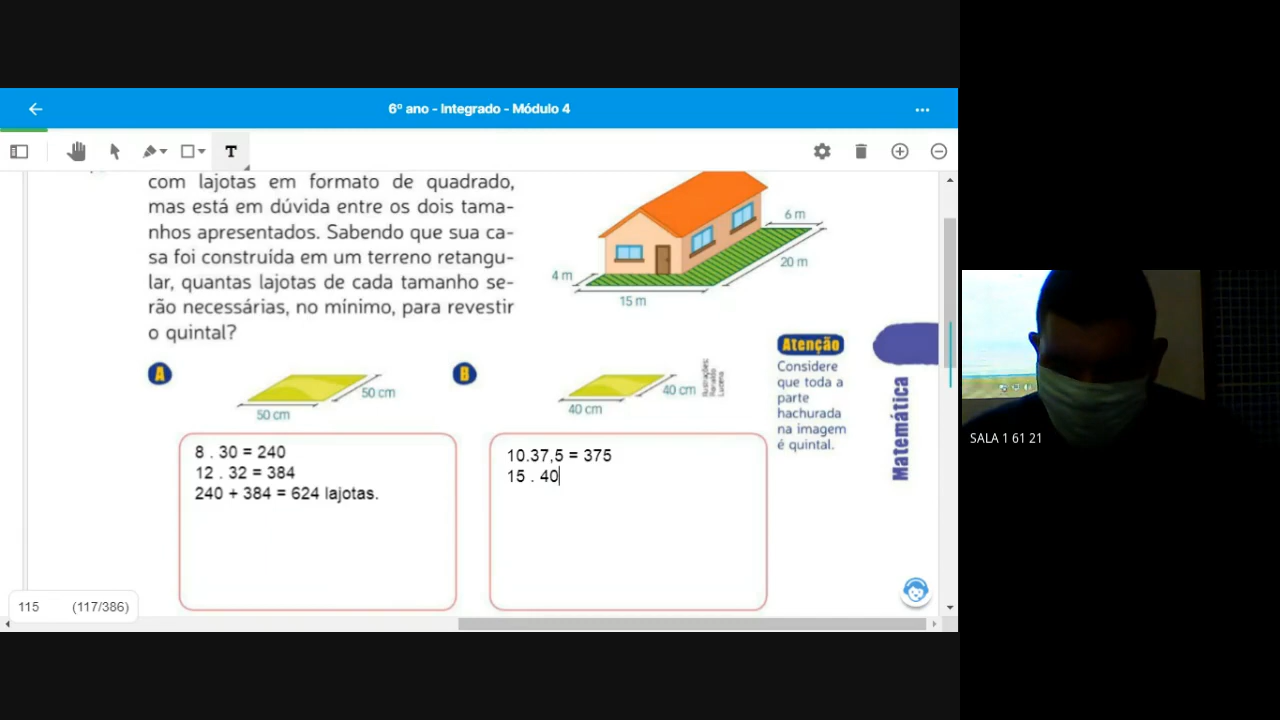 6º ano - Integrado - Módulo 4
T
com lajotas em formato de quadrado,
mas está em dúvida entre os dois tama-
nhos apresentados. Sabendo que sua ca-
sa foi construída em um terreno retangu-
lar, quantas lajotas de cada tamanho se-
rão necessárias, no mínimo, para revestir
o quintal?
6 m
20 m
4 m
15 m
A
50 cm
50 cm
B
40 cm
40 cm
Ilustrações:
Ronaldo
Lucena
Atenção
Considere
que toda a
parte
hachurada
na imagem
é quintal.
Matemática
8 . 30 = 240
12 . 32 = 384
240 + 384 = 624 lajotas.
10.37,5 = 375
15 . 40
115 (117/386)
SALA 1 61 21